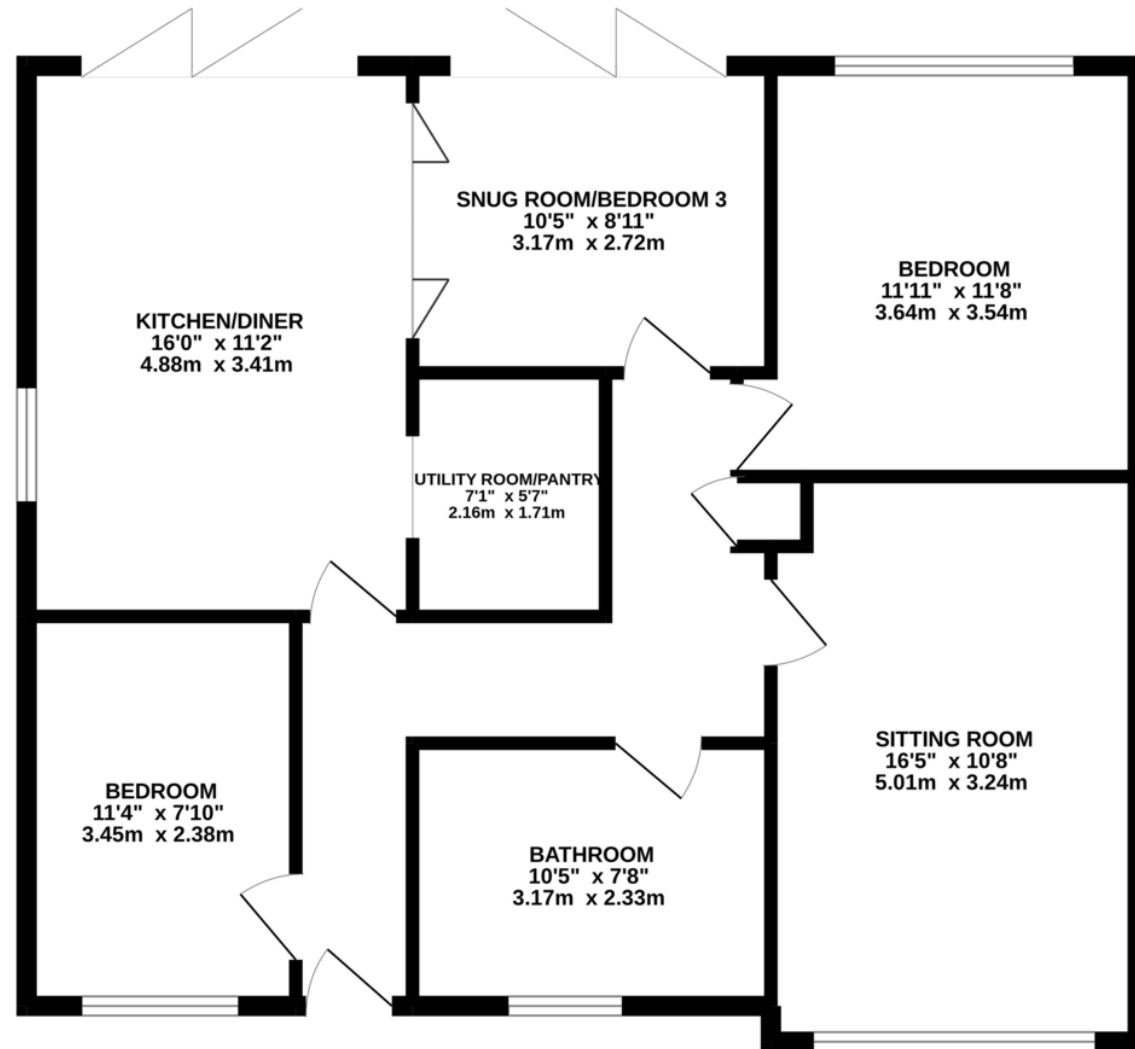 SNUG ROOM/BEDROOM 3
10'5" x 8'11"
3.17m x 2.72m
BEDROOM
11'11" x 11'8"
3.64m x 3.54m
KITCHEN/DINER
16'0" x 11'2"
4.88m x 3.41m
UTILITY ROOM/PANTRY
7'1" x 5'7"
2.16m x 1.71m
SITTING ROOM
16'5" x 10'8"
5.01m x 3.24m
BEDROOM
11'4" x 7'10"
3.45m x 2.38m
BATHROOM
10'5" x 7'8"
3.17m x 2.33m